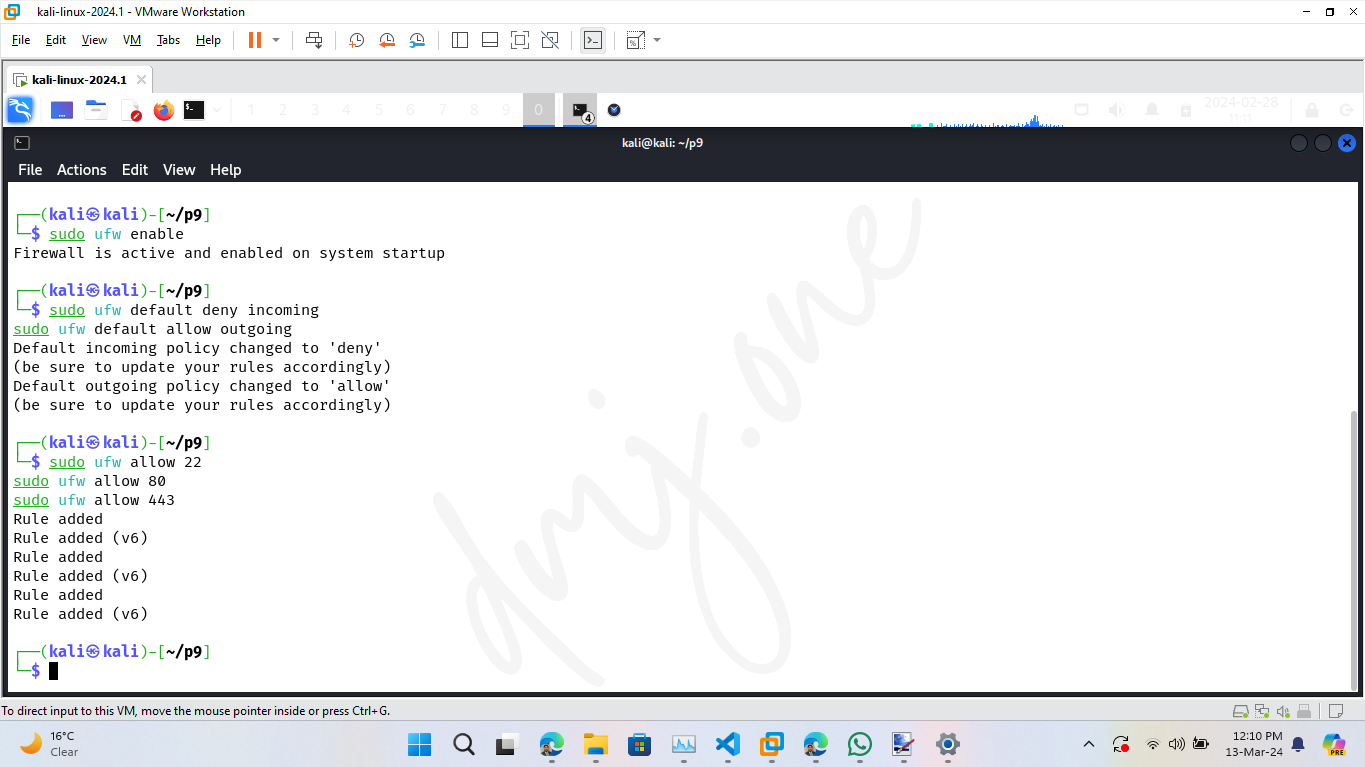 kali-linux-2024.1 - VMware Workstation
File Edit View VM Tabs Help
kali-linux-2024.1
1 2 3 4 5 6 7 8 9 0 4 2024-02-28
11:11
kali@kali: ~/p9
File Actions Edit View Help
┌──(kali㉿kali)-[~/p9]
└─$ sudo ufw enable
Firewall is active and enabled on system startup
┌──(kali㉿kali)-[~/p9]
└─$ sudo ufw default deny incoming
sudo ufw default allow outgoing
Default incoming policy changed to 'deny'
(be sure to update your rules accordingly)
Default outgoing policy changed to 'allow'
(be sure to update your rules accordingly)
┌──(kali㉿kali)-[~/p9]
└─$ sudo ufw allow 22
sudo ufw allow 80
sudo ufw allow 443
Rule added
Rule added (v6)
Rule added
Rule added (v6)
Rule added
Rule added (v6)
┌──(kali㉿kali)-[~/p9]
└─$
dmj.one
To direct input to this VM, move the mouse pointer inside or press Ctrl+G.
16°C
Clear
12:10 PM
13-Mar-24
PRE